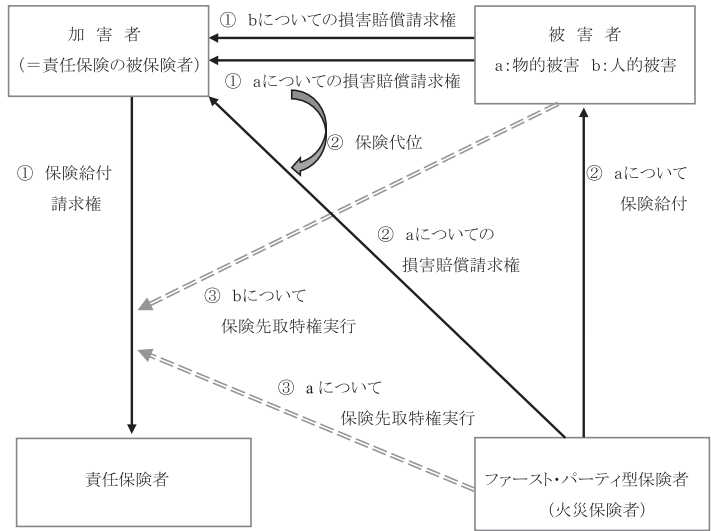 ① bについての損害賠償請求権
加 害 者
(＝責任保険の被保険者)
被 害 者
a:物的被害 b:人的被害
① aについての損害賠償請求権
② 保険代位
① 保険給付
請求権
② aについて
保険給付
② aについての
損害賠償請求権
③ bについて
保険先取特権実行
③ aについて
保険先取特権実行
責任保険者
ファースト・パーティ型保険者
(火災保険者)